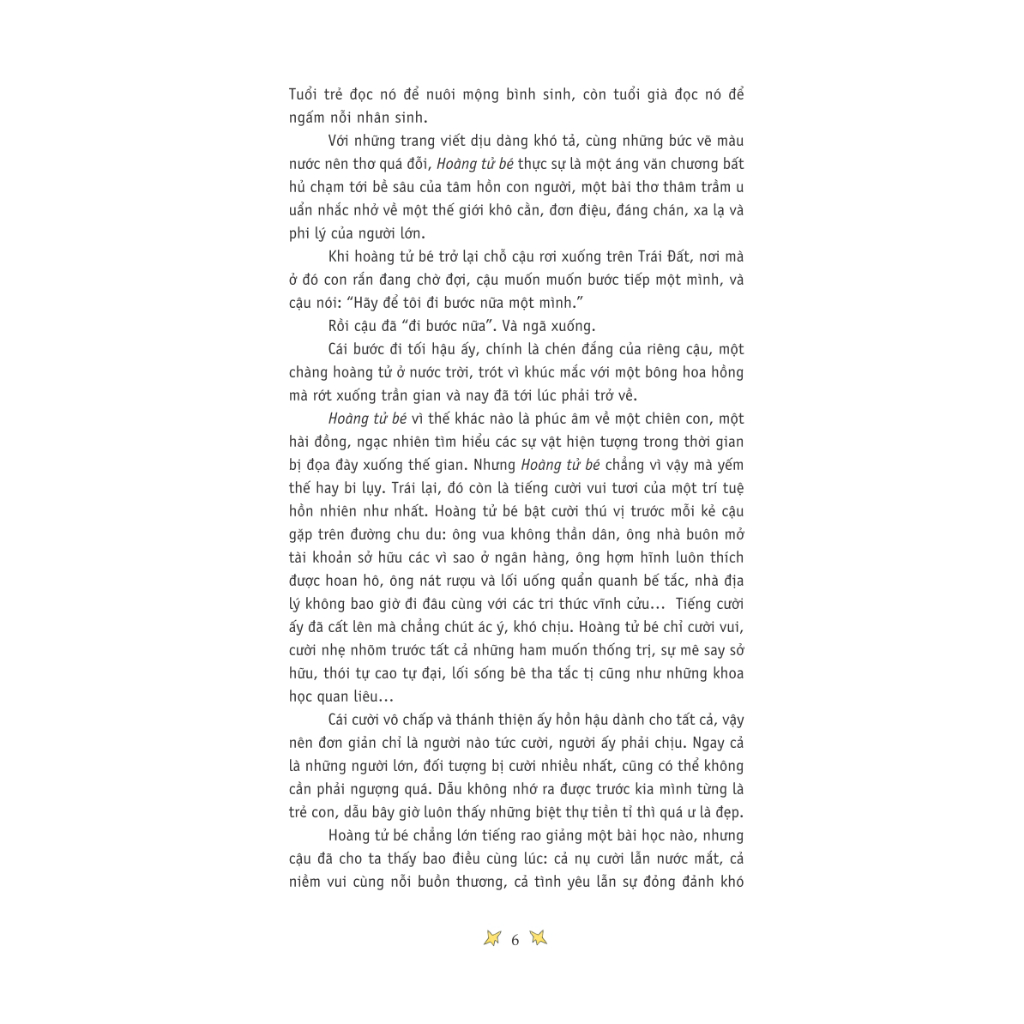 Tuổi trẻ đọc nó để nuôi mộng bình sinh, còn tuổi già đọc nó để
ngấm nỗi nhân sinh.
Với những trang viết dịu dàng khó tả, cùng những bức vẽ màu
nước nên thơ quá đỗi, Hoàng tử bé thực sự là một áng văn chương bất
hủ chạm tới bề sâu của tâm hồn con người, một bài thơ thâm trầm u
uẩn nhắc nhở về một thế giới khô cằn, đơn điệu, đáng chán, xa lạ và
phi lý của người lớn.
Khi hoàng tử bé trở lại chỗ cậu rơi xuống trên Trái Đất, nơi mà
ở đó con rắn đang chờ đợi, cậu muốn muốn bước tiếp một mình, và
cậu nói: “Hãy để tôi đi bước nữa một mình.”
Rồi cậu đã “đi bước nữa”. Và ngã xuống.
Cái bước đi tối hậu ấy, chính là chén đắng của riêng cậu, một
chàng hoàng tử ở nước trời, trót vì khúc mắc với một bông hoa hồng
mà rớt xuống trần gian và nay đã tới lúc phải trở về.
Hoàng tử bé vì thế khác nào là phúc âm về một chiên con, một
hài đồng, ngạc nhiên tìm hiểu các sự vật hiện tượng trong thời gian
bị đọa đày xuống thế gian. Nhưng Hoàng tử bé chẳng vì vậy mà yếm
thế hay bi lụy. Trái lại, đó còn là tiếng cười vui tươi của một trí tuệ
hồn nhiên như nhất. Hoàng tử bé bật cười thú vị trước mỗi kẻ cậu
gặp trên đường chu du: ông vua không thần dân, ông nhà buôn mở
tài khoản sở hữu các vì sao ở ngân hàng, ông hợm hĩnh luôn thích
được hoan hô, ông nát rượu và lối uống quẩn quanh bế tắc, nhà địa
lý không bao giờ đi đâu cùng với các tri thức vĩnh cửu… Tiếng cười
ấy đã cất lên mà chẳng chút ác ý, khó chịu. Hoàng tử bé chỉ cười vui,
cười nhẹ nhõm trước tất cả những ham muốn thống trị, sự mê say sở
hữu, thói tự cao tự đại, lối sống bê tha tắc tị cũng như những khoa
học quan liêu…
Cái cười vô chấp và thánh thiện ấy hồn hậu dành cho tất cả, vậy
nên đơn giản chỉ là người nào tức cười, người ấy phải chịu. Ngay cả
là những người lớn, đối tượng bị cười nhiều nhất, cũng có thể không
cần phải ngượng quá. Dẫu không nhớ ra được trước kia mình từng là
trẻ con, dẫu bây giờ luôn thấy những biệt thự tiền tỉ thì quá ư là đẹp.
Hoàng tử bé chẳng lớn tiếng rao giảng một bài học nào, nhưng
cậu đã cho ta thấy bao điều cùng lúc: cả nụ cười lẫn nước mắt, cả
niềm vui cùng nỗi buồn thương, cả tình yêu lẫn sự đỏng đảnh khó
6